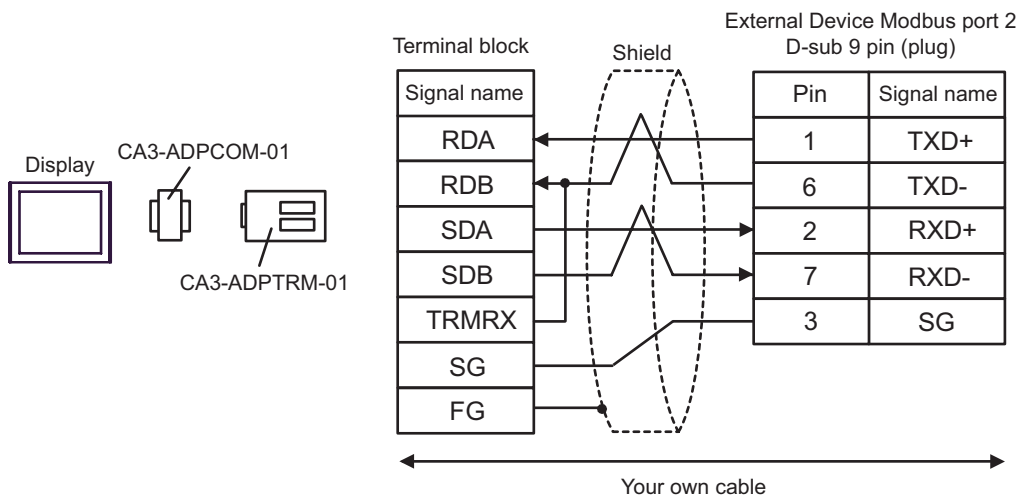 External Device Modbus port 2
D-sub 9 pin (plug)
Terminal block
Shield
Signal name
Pin Signal name
RDA 1 TXD+
RDB 6 TXD-
SDA 2 RXD+
SDB 7 RXD-
TRMRX 3 SG
SG
FG
Display
CA3-ADPCOM-01
CA3-ADPTRM-01
Your own cable